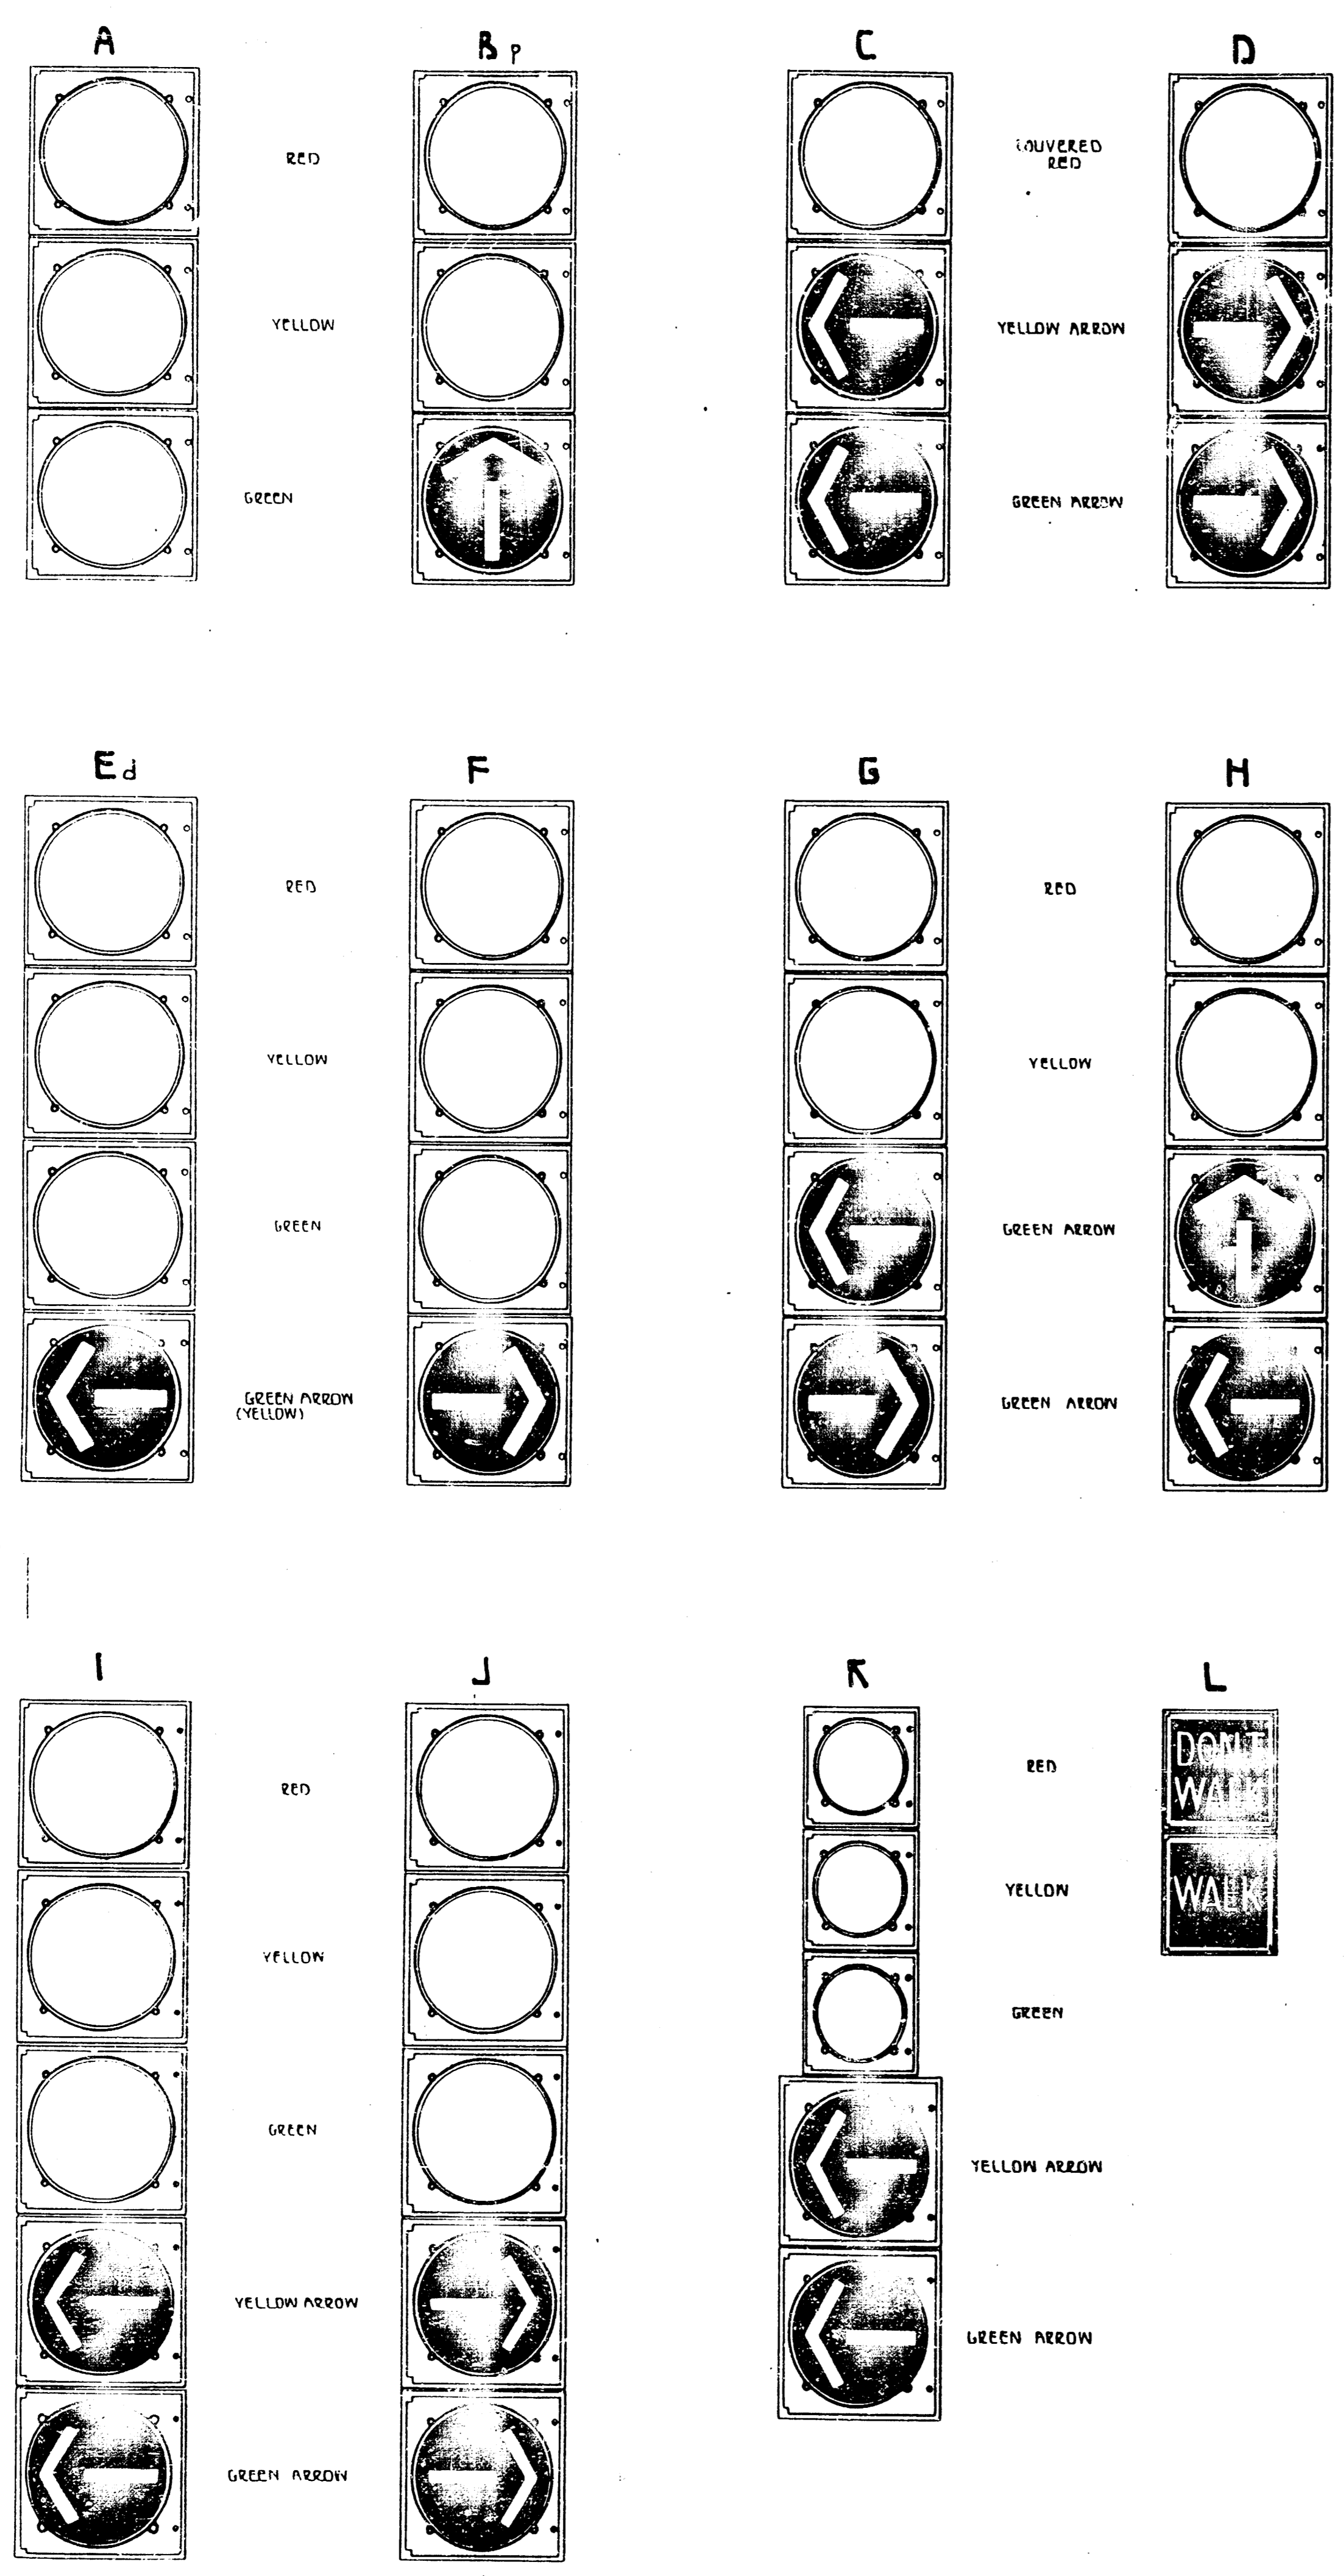 A
B p
C
D
RED
LOUVERED
RED
YELLOW
YELLOW ARROW
GREEN
GREEN ARROW
E d
F
G
H
RED
RED
YELLOW
YELLOW
GREEN
GREEN ARROW
GREEN ARROW
(YELLOW)
GREEN ARROW
I
J
K
L
RED
RED
DON'T
WALK
YELLOW
YELLOW
WALK
GREEN
GREEN
YELLOW ARROW
YELLOW ARROW
GREEN ARROW
GREEN ARROW